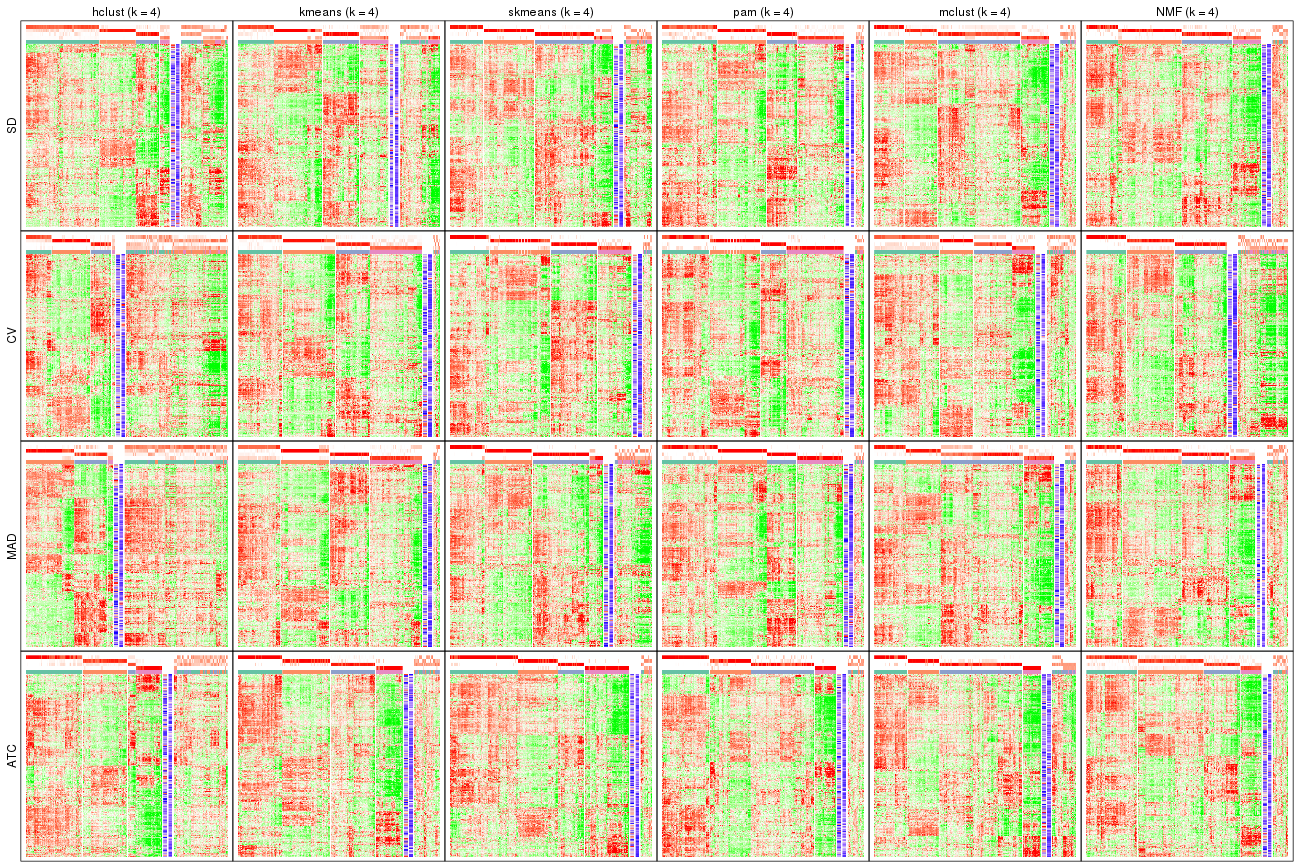 hclust (k = 4) kmeans (k = 4) skmeans (k = 4) pam (k = 4) mclust (k = 4) NMF (k = 4)
SD
CV
MAD
ATC